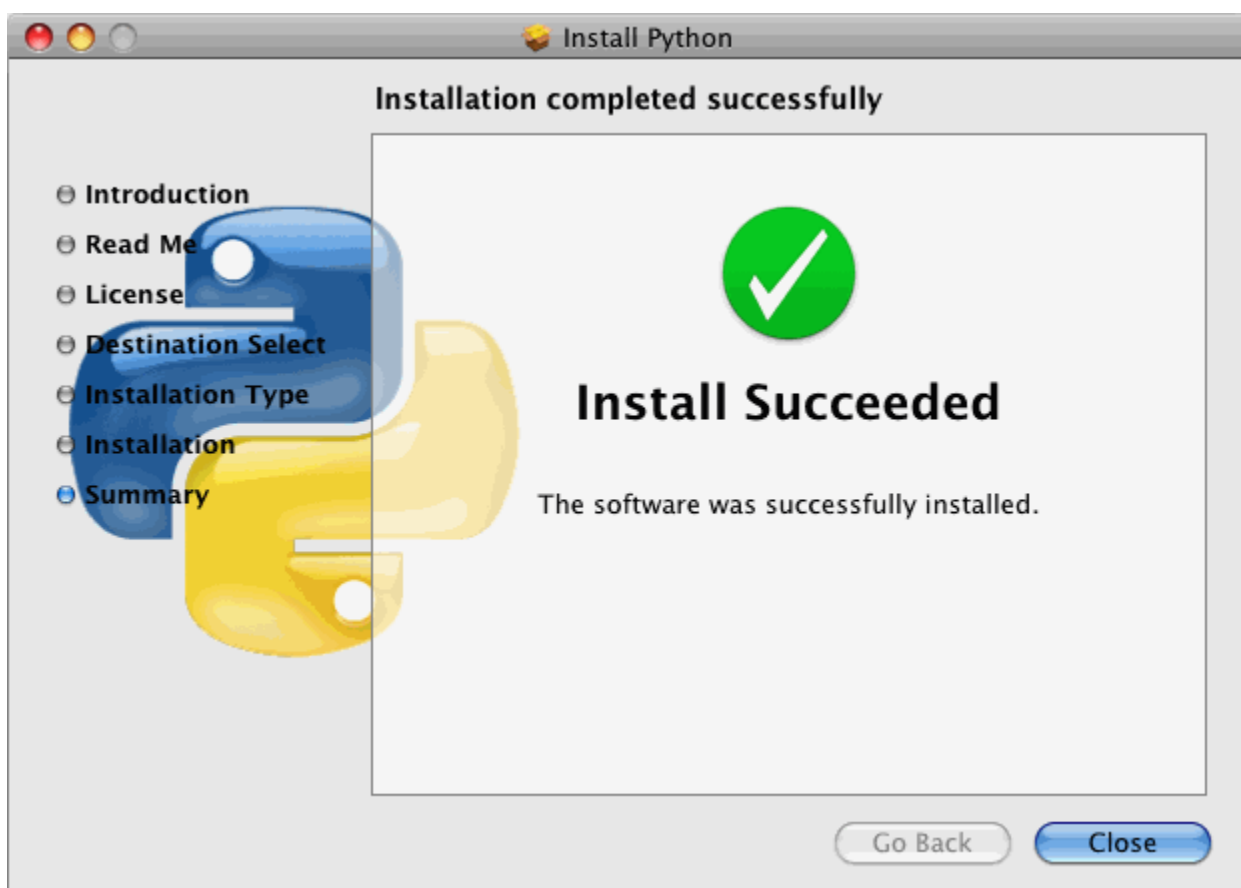 Install Python
Installation completed successfully
Introduction
Read Me
License
Destination Select
Installation Type
Installation
Summary
Install Succeeded
The software was successfully installed.
Go Back
Close